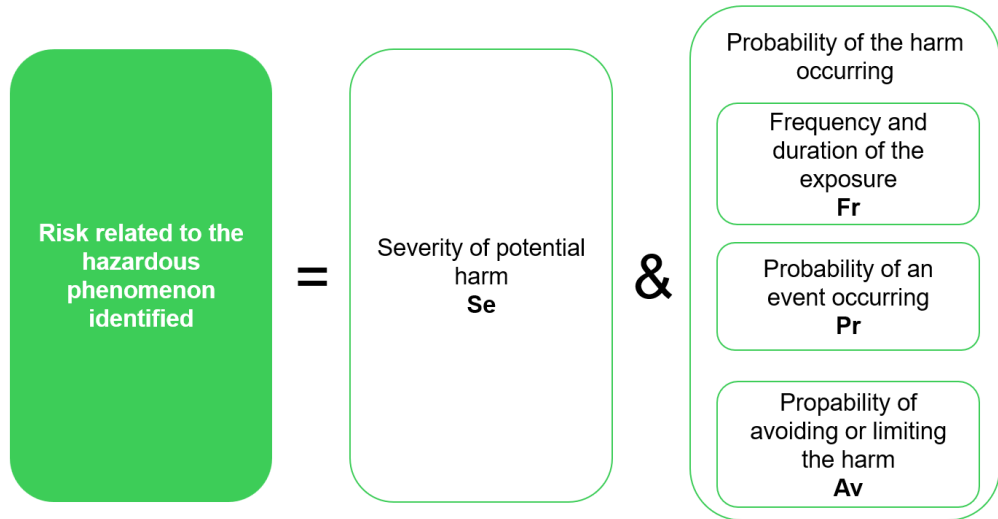 Risk related to the
hazardous
phenomenon
identified
=
Severity of potential
harm
Se
&
Probability of the harm
occurring
Frequency and
duration of the
exposure
Fr
Probability of an
event occurring
Pr
Propability of
avoiding or limiting
the harm
Av